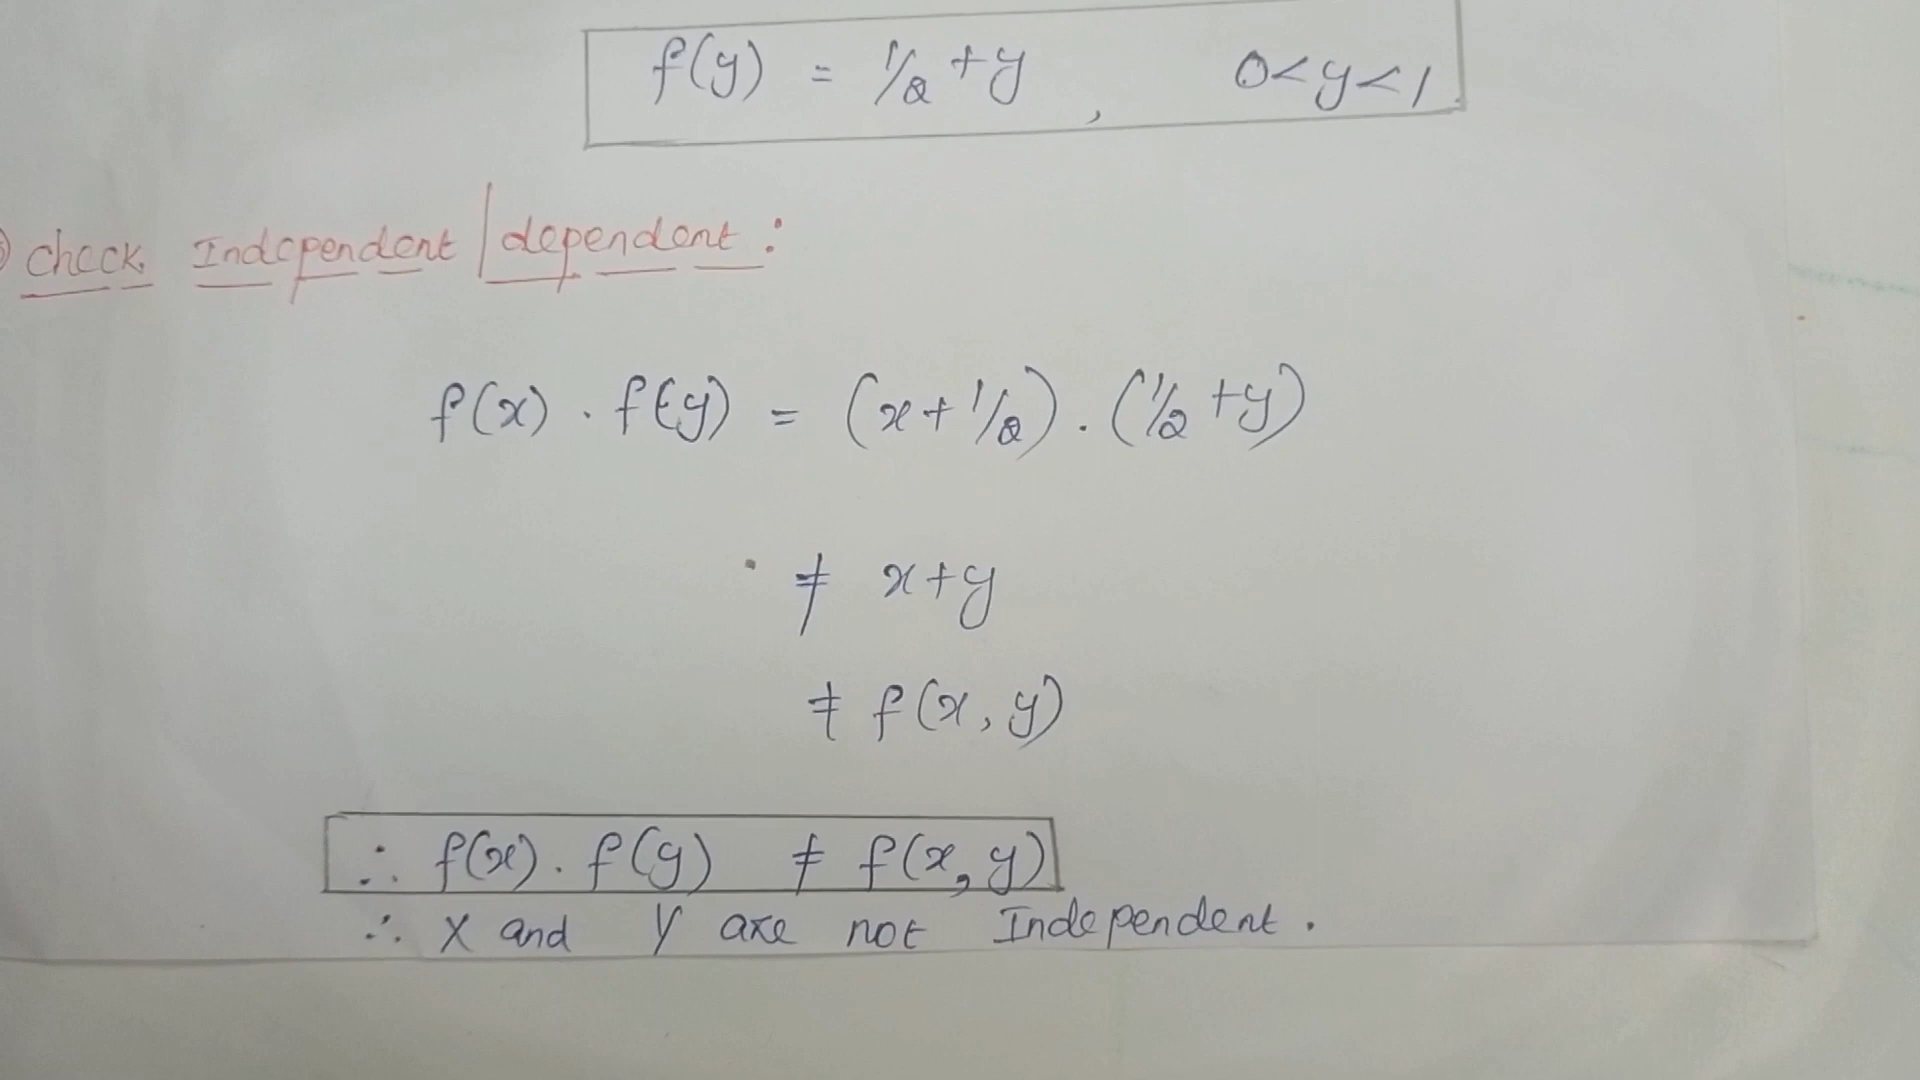 f(y) = 1/2 + y , 0<y<1
check Independent / dependent :
f(x) . f(y) = (x + 1/2) . (1/2 + y)
≠ x+y
≠ f(x, y)
∴ f(x) . f(y) ≠ f(x, y)
∴ X and Y are not Independent .